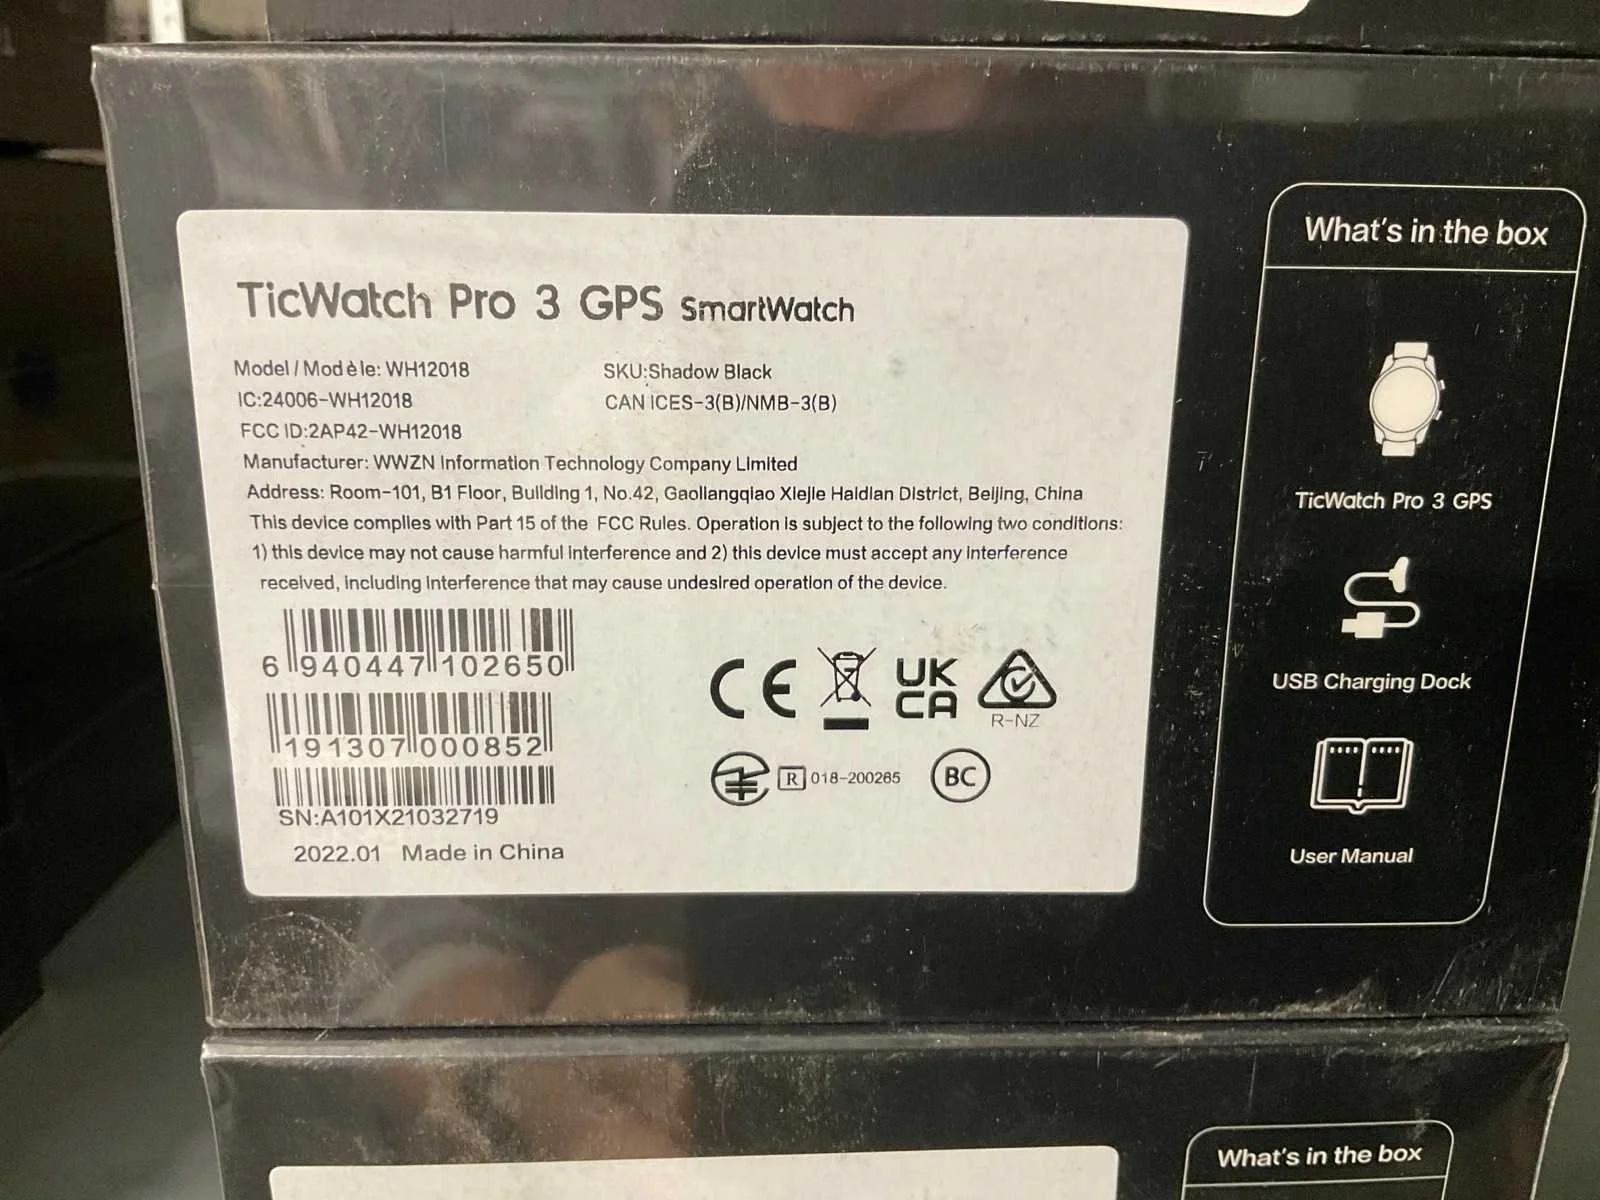 TicWatch Pro 3 GPS SmartWatch
Model / Modèle: WH12018
SKU:Shadow Black
IC:24006-WH12018
CAN ICES-3(B)/NMB-3(B)
FCC ID:2AP42-WH12018
Manufacturer: WWZN Information Technology Company Limited
Address: Room-101, B1 Floor, Building 1, No.42, Gaoliangqiao Xiejie Haidian District, Beijing, China
This device complies with Part 15 of the FCC Rules. Operation is subject to the following two conditions:
1) this device may not cause harmful interference and 2) this device must accept any interference
received, including interference that may cause undesired operation of the device.
6 940447 102650
191307 000852
SN:A101X21032719
2022.01 Made in China
CE
UK
CA
R-NZ
R 018-200265
BC
What's in the box
TicWatch Pro 3 GPS
USB Charging Dock
User Manual
What's in the box